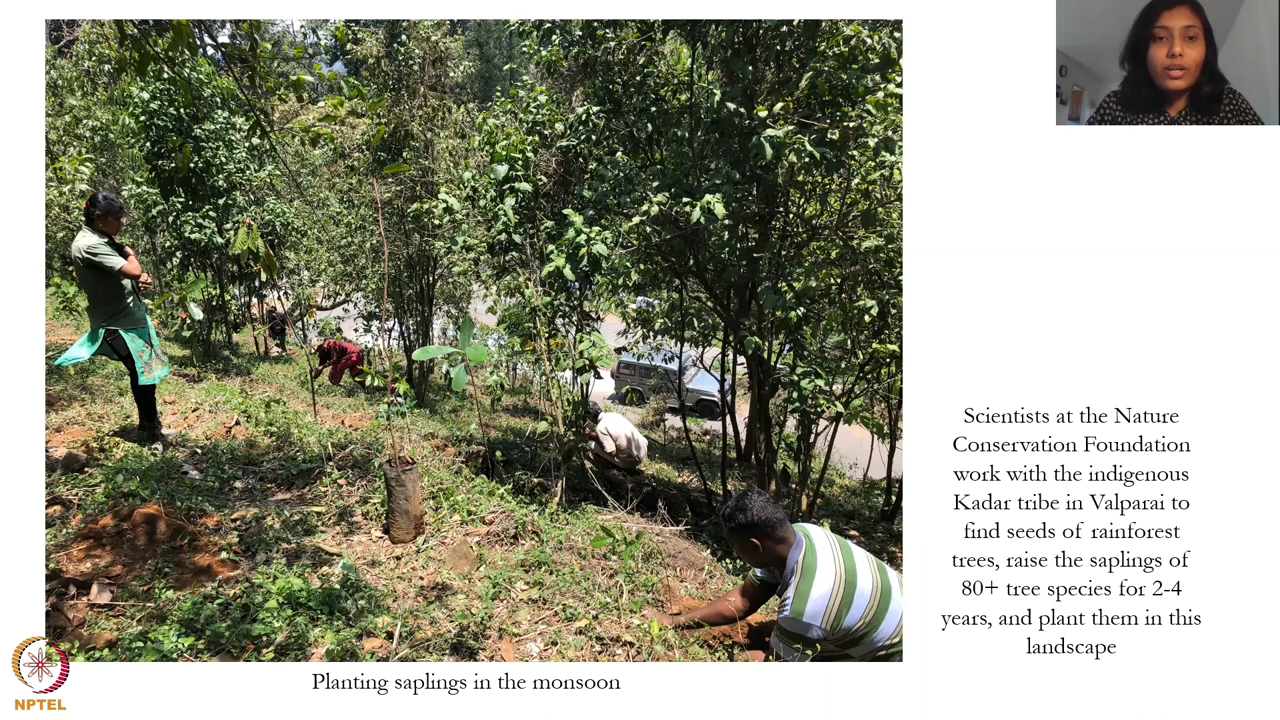 Scientists at the Nature
Conservation Foundation
work with the indigenous
Kadar tribe in Valparai to
find seeds of rainforest
trees, raise the saplings of
80+ tree species for 2-4
years, and plant them in this
landscape
Planting saplings in the monsoon
NPTEL